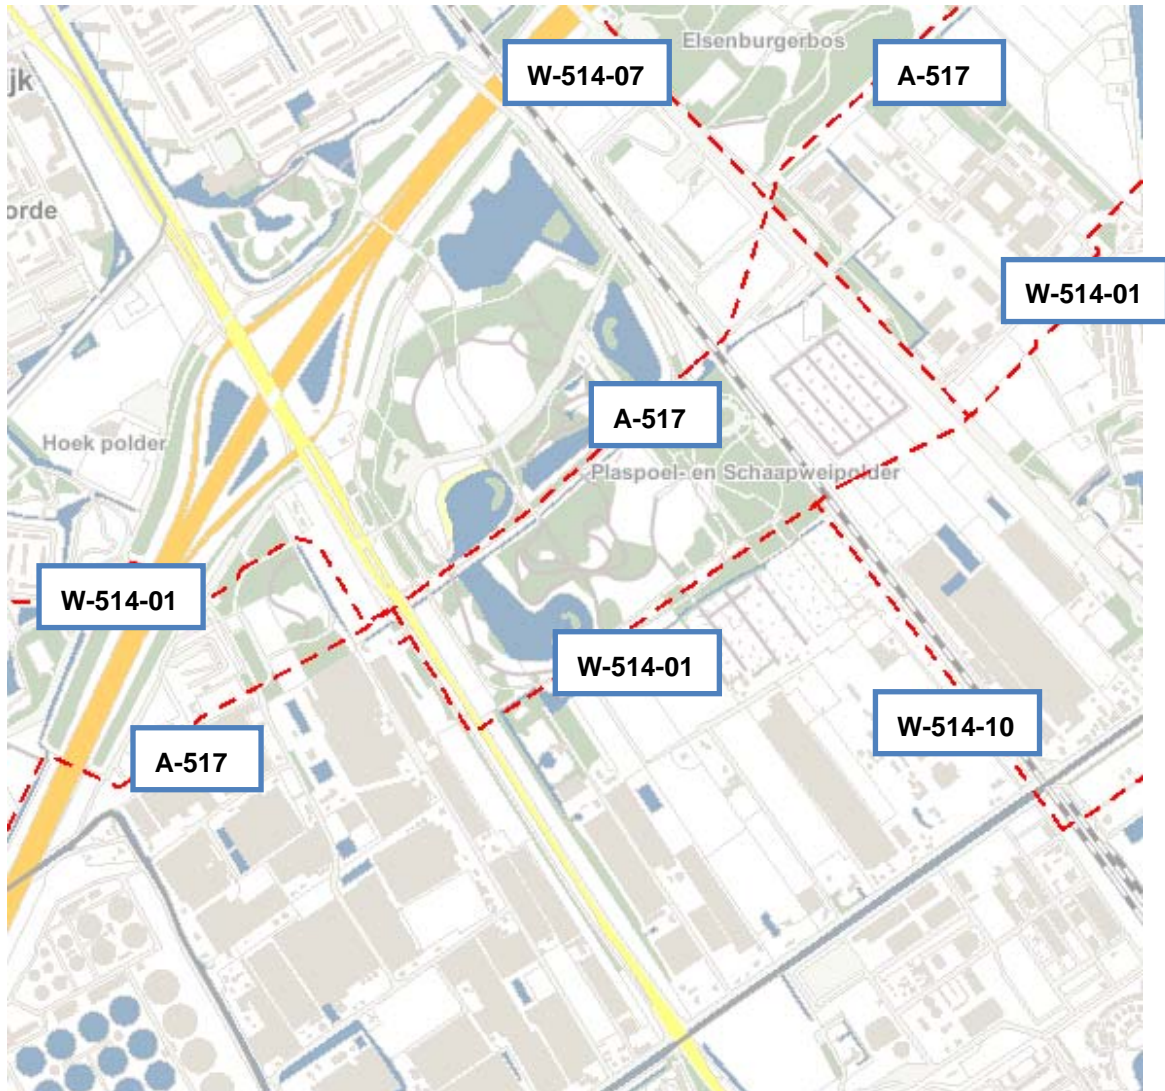 Elsenburgerbos
W-514-07
A-517
jk
orde
W-514-01
A-517
Hoek polder
Plaspoel- en Schaapweipolder
W-514-01
W-514-01
W-514-10
A-517